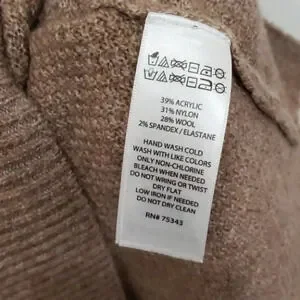 39% ACRYLIC
31% NYLON
28% WOOL
2% SPANDEX / ELASTANE
HAND WASH COLD
WASH WITH LIKE COLORS
ONLY NON-CHLORINE
BLEACH WHEN NEEDED
DO NOT WRING OR TWIST
DRY FLAT
LOW IRON IF NEEDED
DO NOT DRY CLEAN
RN# 75343